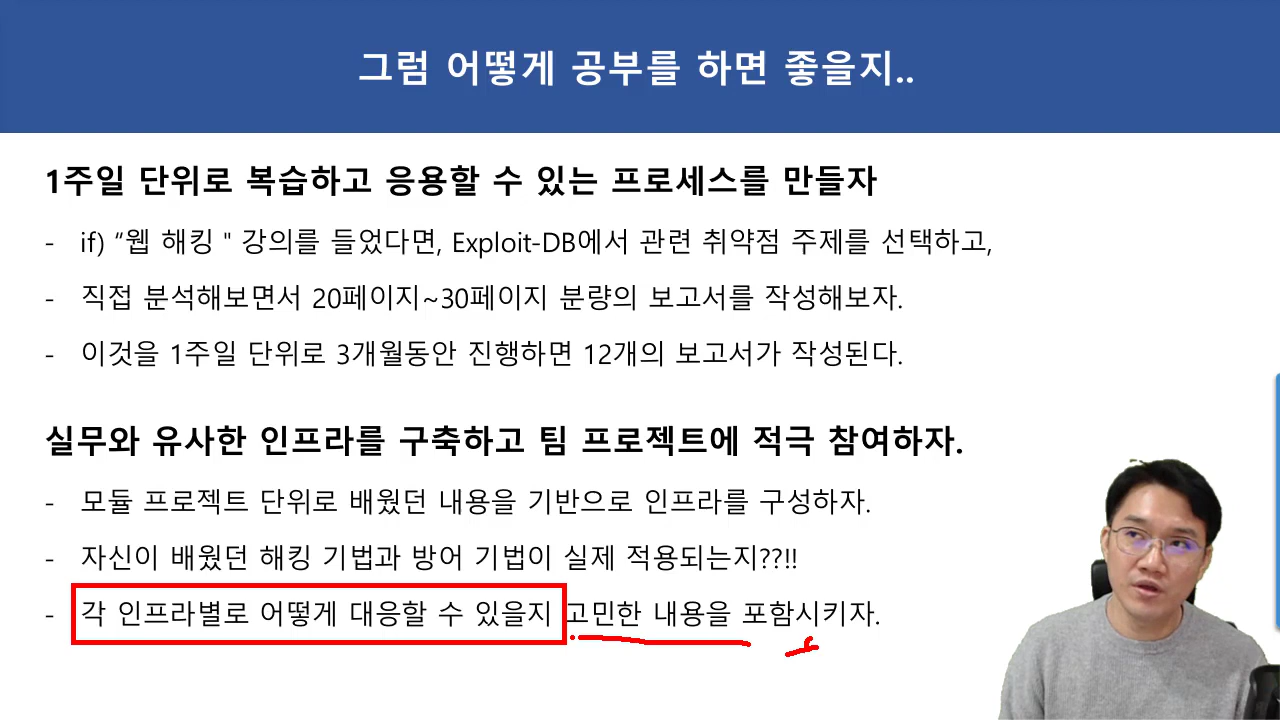 그럼 어떻게 공부를 하면 좋을지..
1주일 단위로 복습하고 응용할 수 있는 프로세스를 만들자
- if) “웹 해킹 " 강의를 들었다면, Exploit-DB에서 관련 취약점 주제를 선택하고,
- 직접 분석해보면서 20페이지~30페이지 분량의 보고서를 작성해보자.
- 이것을 1주일 단위로 3개월동안 진행하면 12개의 보고서가 작성된다.
실무와 유사한 인프라를 구축하고 팀 프로젝트에 적극 참여하자.
- 모듈 프로젝트 단위로 배웠던 내용을 기반으로 인프라를 구성하자.
- 자신이 배웠던 해킹 기법과 방어 기법이 실제 적용되는지??!!
- 각 인프라별로 어떻게 대응할 수 있을지 고민한 내용을 포함시키자.